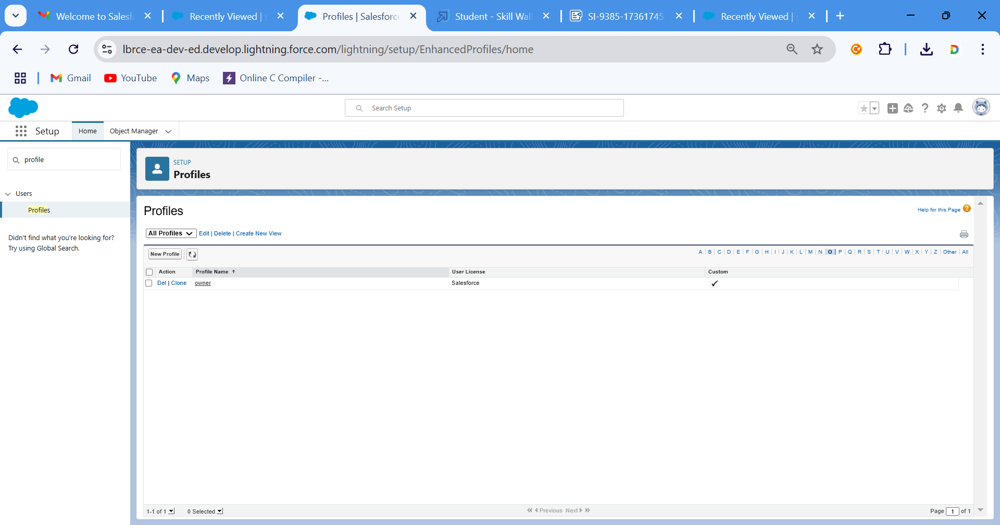 Welcome to Salesf
Recently Viewed |
Profiles | Salesforce
Student - Skill Wall
SI-9385-17361745
Recently Viewed |
lbrce-ea-dev-ed.develop.lightning.force.com/lightning/setup/EnhancedProfiles/home
D
Gmail
YouTube
Maps
Online C Compiler -...
Search Setup
Setup
Home
Object Manager
profile
Users
Profiles
Didn't find what you're looking for?
Try using Global Search.
SETUP
Profiles
Profiles
Help for this Page ?
All Profiles
Edit | Delete | Create New View
New Profile
A | B | C | D | E | F | G | H | I | J | K | L | M | N | O | P | Q | R | S | T | U | V | W | X | Y | Z | Other | All
Action
Profile Name
User License
Custom
Del | Clone
owner
Salesforce
1-1 of 1
0 Selected
Previous
Next
Page 1 of 1